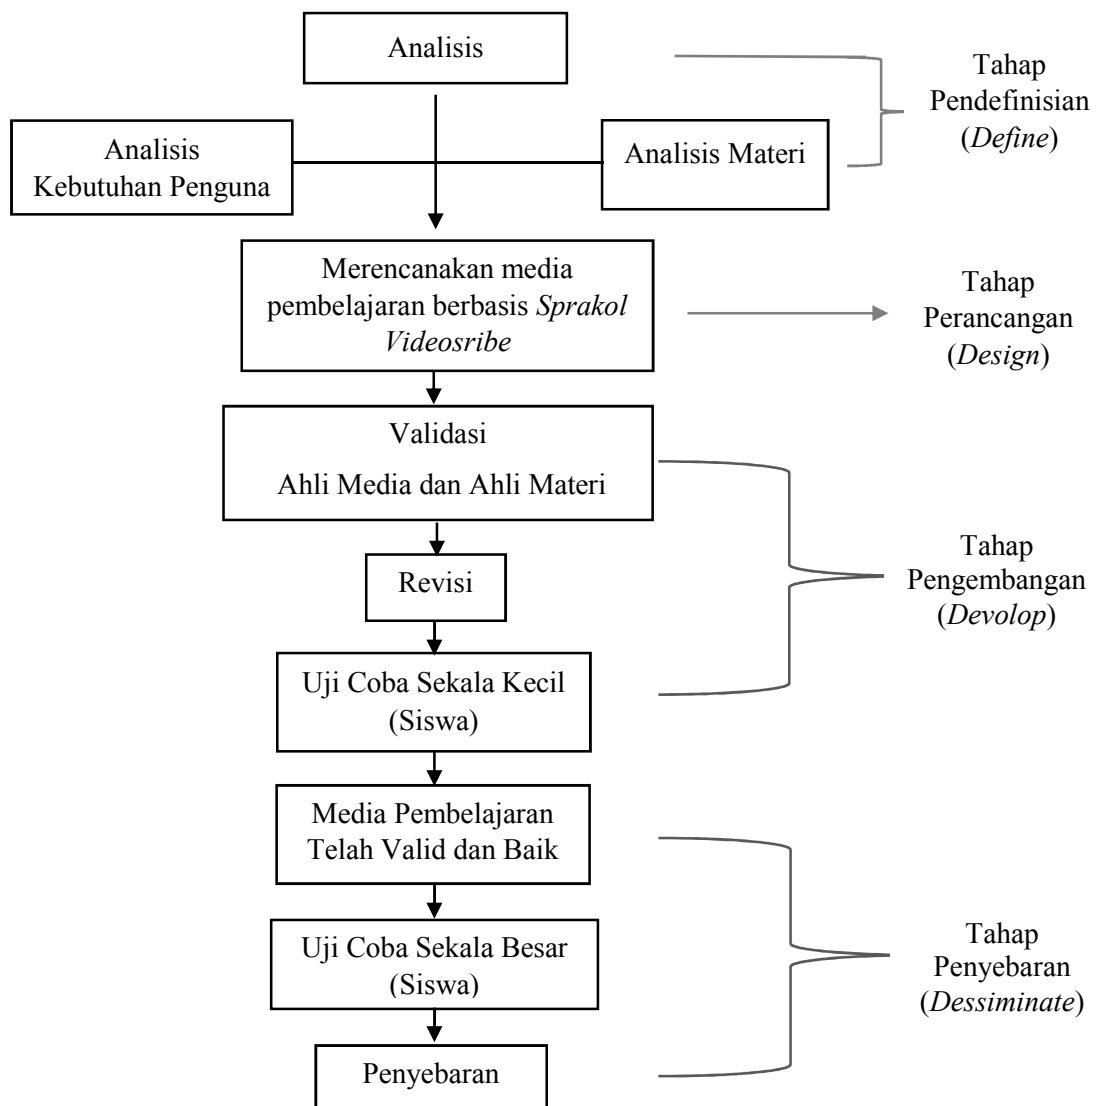 Analisis
Tahap
Pendefinisian
(Define)
Analisis
Kebutuhan Penguna
Analisis Materi
Merencanakan media
pembelajaran berbasis Sprakol
Videosribe
Tahap
Perancangan
(Design)
Validasi
Ahli Media dan Ahli Materi
Revisi
Uji Coba Sekala Kecil
(Siswa)
Tahap
Pengembangan
(Devolop)
Media Pembelajaran
Telah Valid dan Baik
Uji Coba Sekala Besar
(Siswa)
Penyebaran
Tahap
Penyebaran
(Dessiminate)